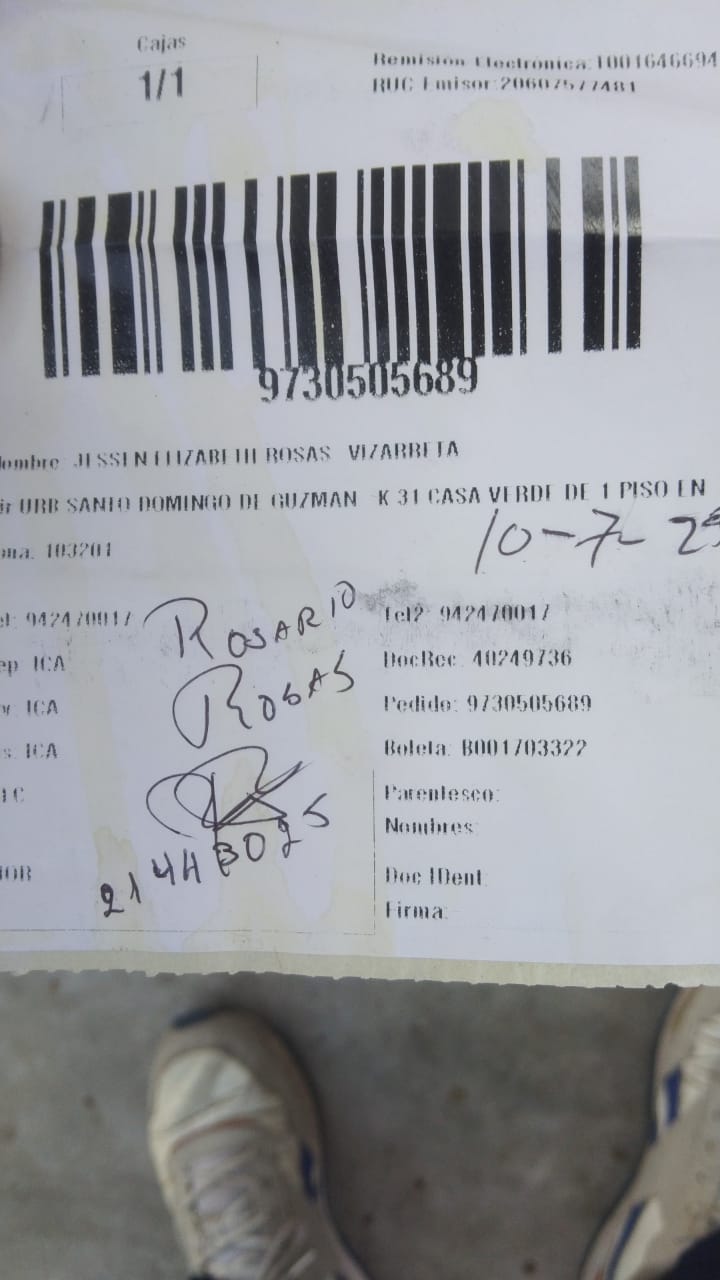 Cajas
1/1
Remisión Electrónica:T001646694
RUC Emisor:20607577481
9730505689
ombre JESSEN ELIZABETH ROSAS VIZARRETA
ir URB SANTO DOMINGO DE GUZMAN K 31 CASA VERDE DE 1 PISO EN
10-7-25
ona: 103201
el: 942470017
Tel2: 942470017
ROSARIO
ep ICA
DocRec: 40249736
ROSAS
v: ICA
Pedido: 9730505689
s: ICA
Boleta: B001703322
Parentesco:
Nombres:
Doc IDent
Firma: